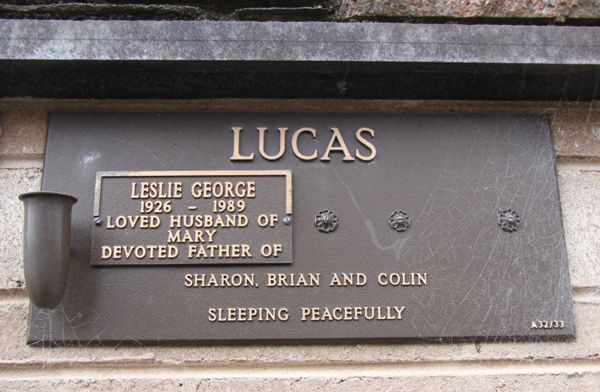 LUCAS
LESLIE GEORGE
1926 - 1989
LOVED HUSBAND OF
MARY
DEVOTED FATHER OF
SHARON, BRIAN AND COLIN
SLEEPING PEACEFULLY
A32/33